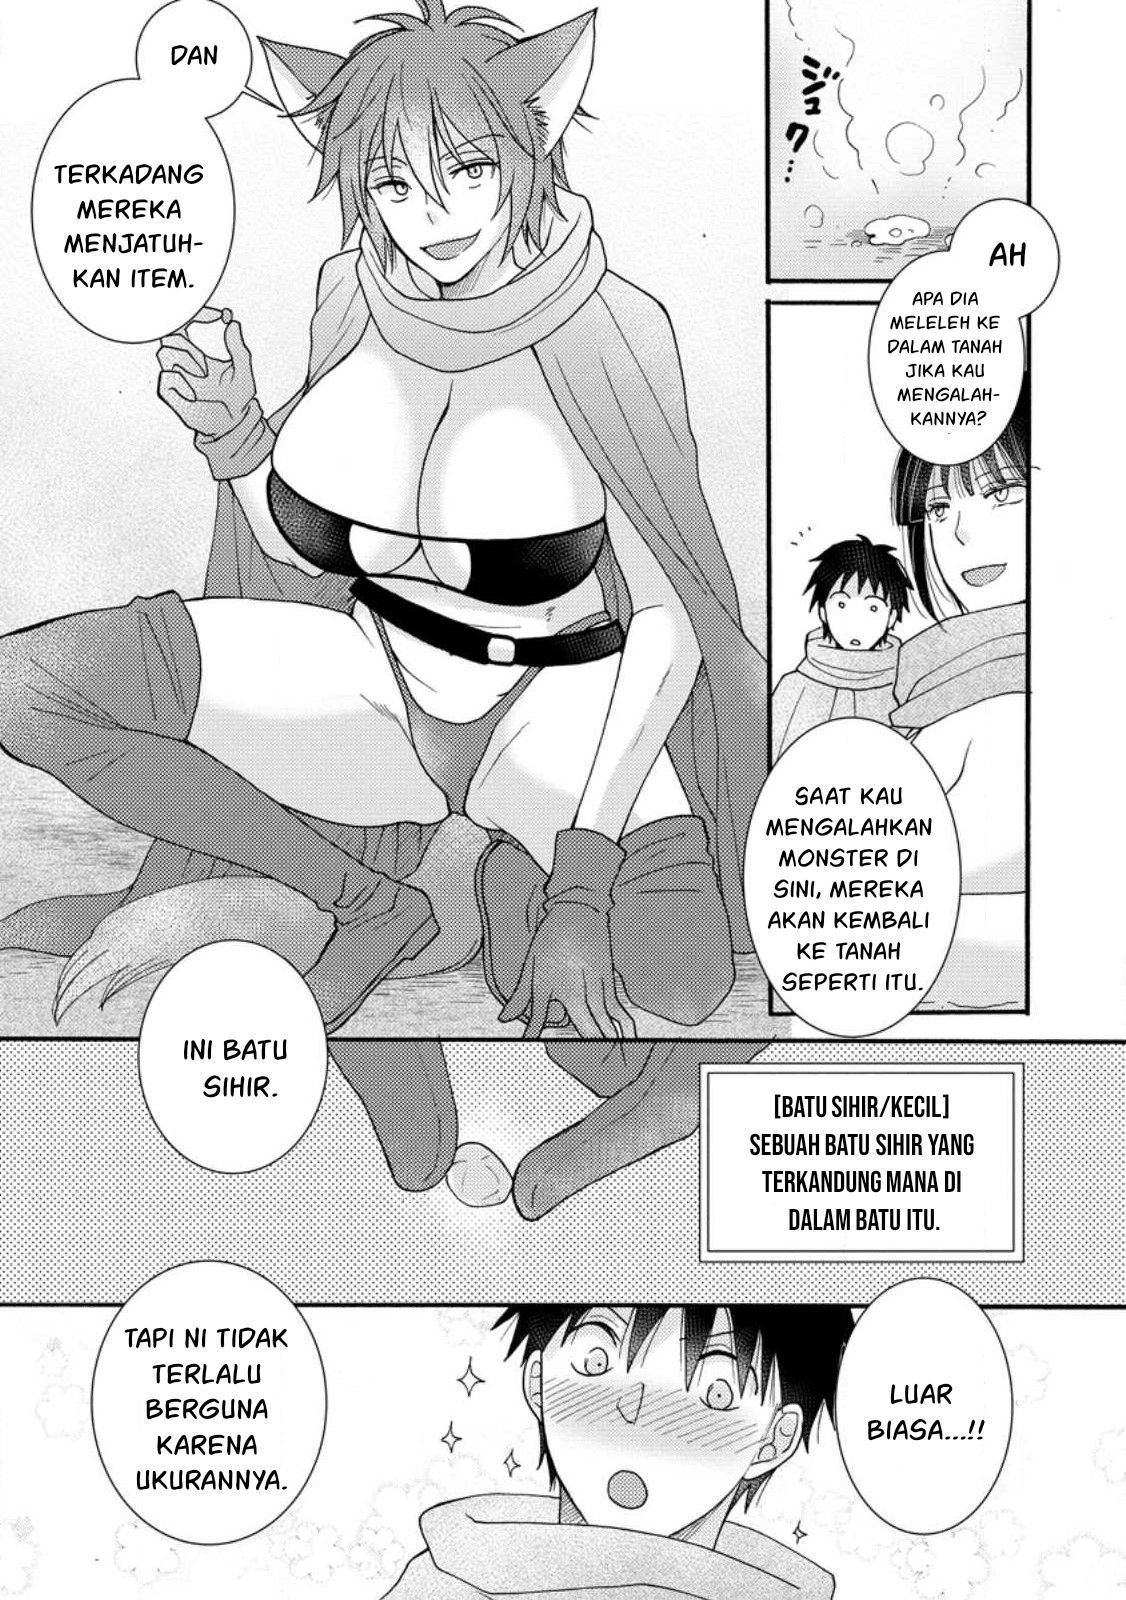 ジュク…
AH
APA DIA
MELELEH KE
DALAM TANAH
JIKA KAU
MENGALAH-
KANNYA?
SAAT KAU
MENGALAHKAN
MONSTER DI
SINI, MEREKA
AKAN KEMBALI
KE TANAH
SEPERTI ITU.
DAN
TERKADANG
MEREKA
MENJATUH-
KAN ITEM.
INI BATU
SIHIR.
[BATU SIHIR/KECIL]
SEBUAH BATU SIHIR YANG
TERKANDUNG MANA DI
DALAM BATU ITU.
LUAR
BIASA...!!
TAPI NI TIDAK
TERLALU
BERGUNA
KARENA
UKURANNYA.